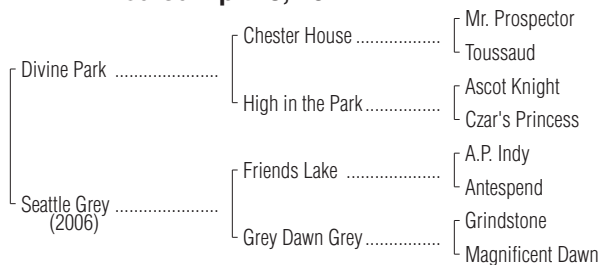 Chester House
Mr. Prospector
Toussaud
Divine Park
High in the Park
Ascot Knight
Czar's Princess
Friends Lake
A.P. Indy
Antespend
Seattle Grey
(2006)
Grey Dawn Grey
Grindstone
Magnificent Dawn